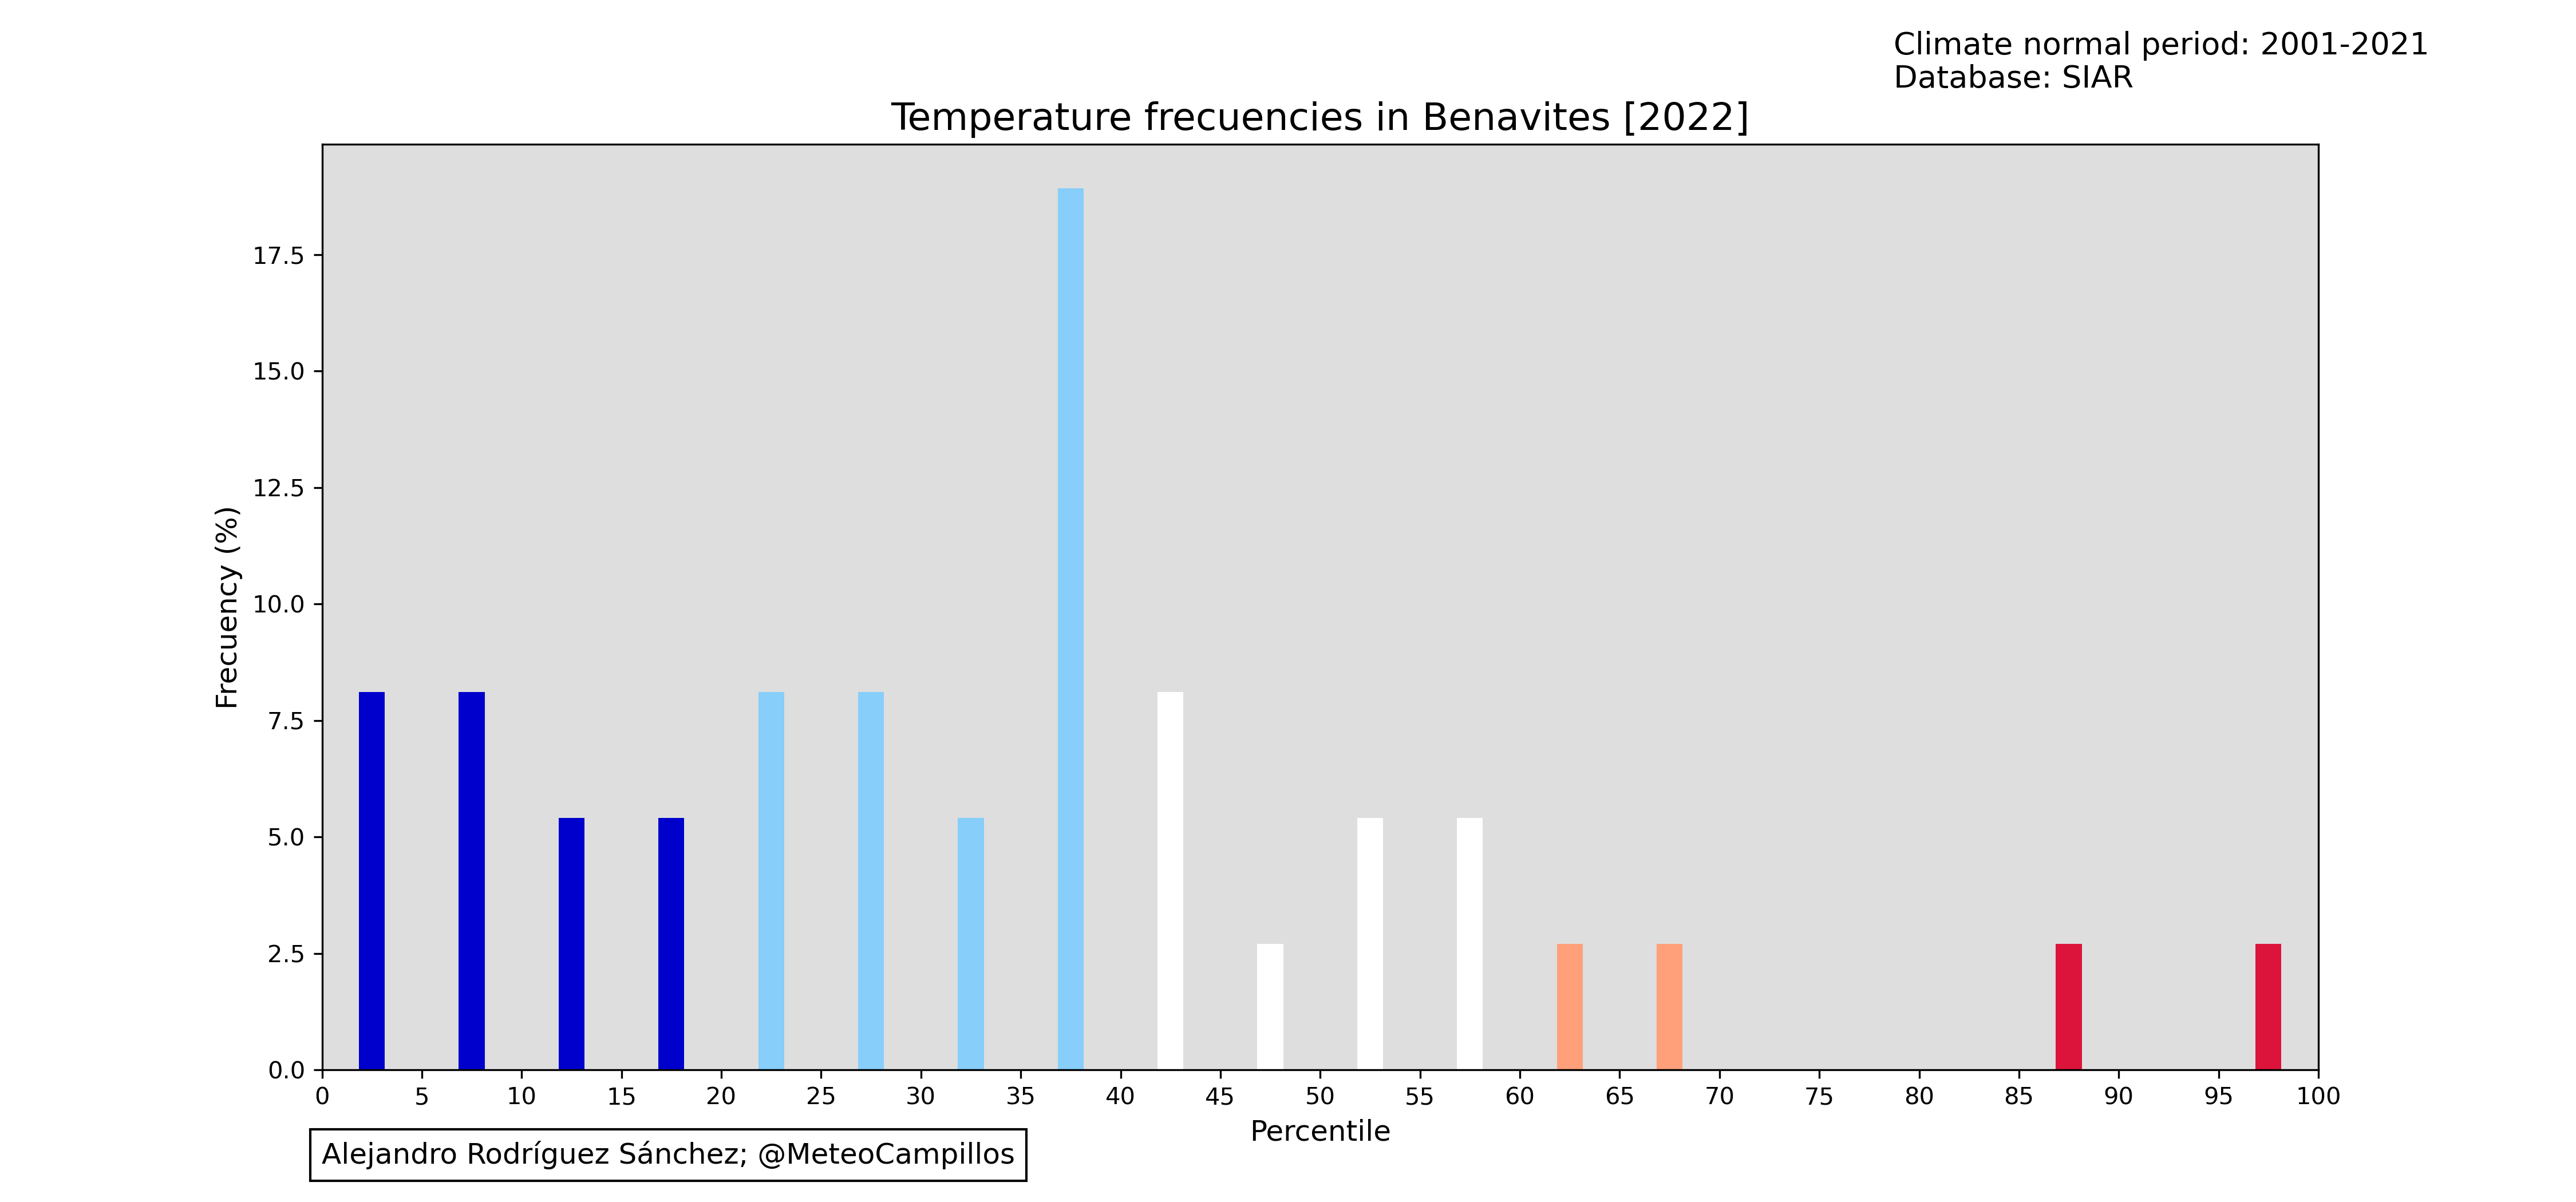 Climate normal period: 2001-2021
Database: SIAR
Temperature frecuencies in Benavites [2022]
Frecuency (%)
17.5
15.0
12.5
10.0
7.5
5.0
2.5
0.0
0 5 10 15 20 25 30 35 40 45 50 55 60 65 70 75 80 85 90 95 100
Percentile
Alejandro Rodríguez Sánchez; @MeteoCampillos